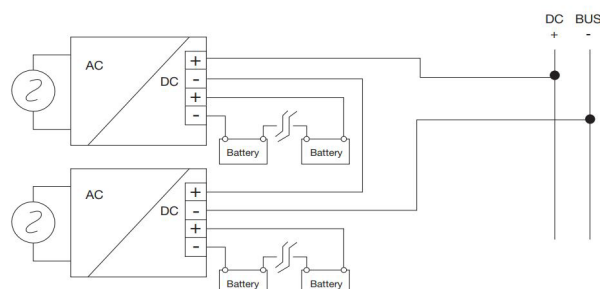 DC BUS
+ -
AC
DC
+
-
+
-
Battery Battery
AC
DC
+
-
+
-
Battery Battery